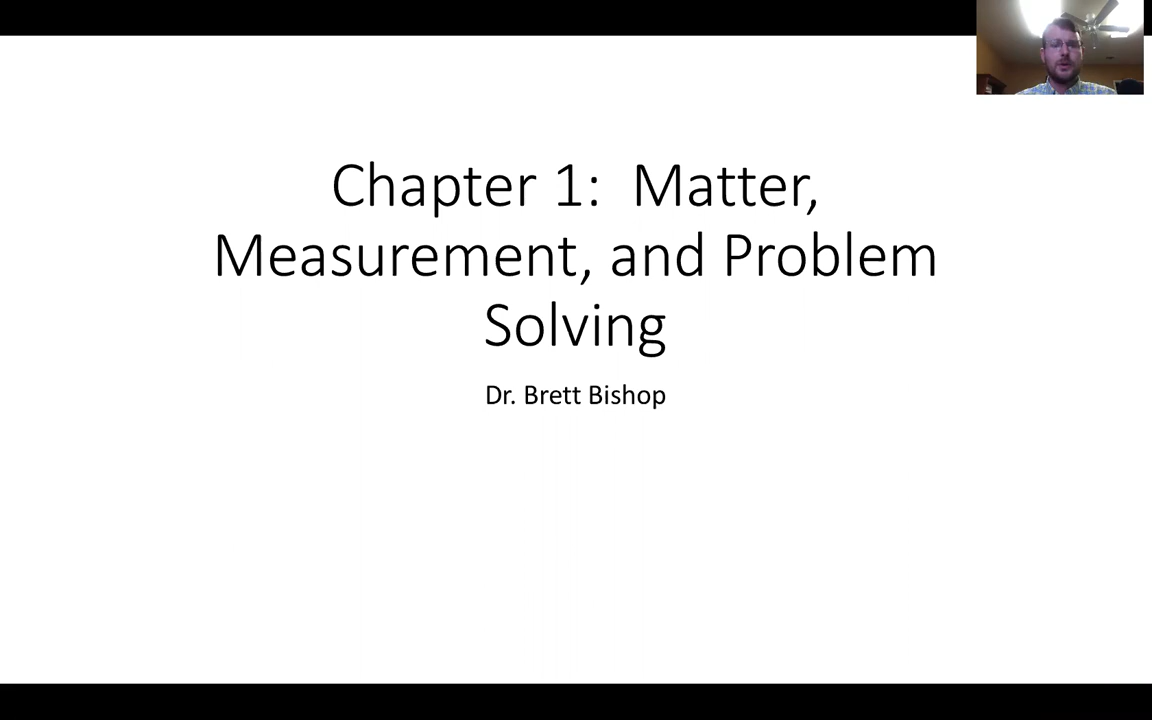 Chapter 1:  Matter,
Measurement, and Problem
Solving
Dr. Brett Bishop